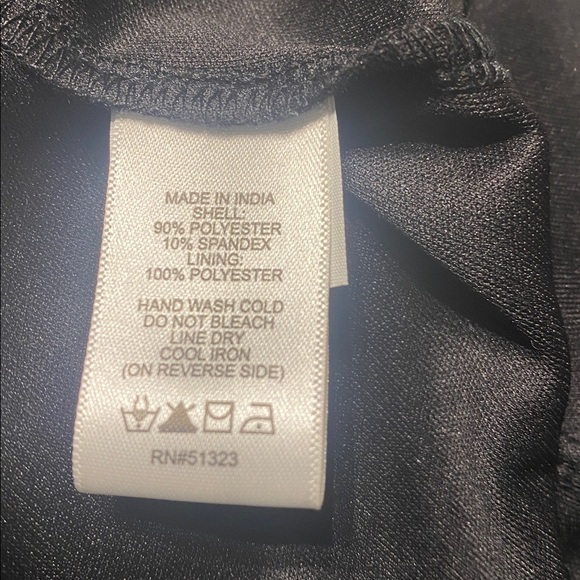 MADE IN INDIA
SHELL:
90% POLYESTER
10% SPANDEX
LINING:
100% POLYESTER
HAND WASH COLD
DO NOT BLEACH
LINE DRY
COOL IRON
(ON REVERSE SIDE)
RN#51323